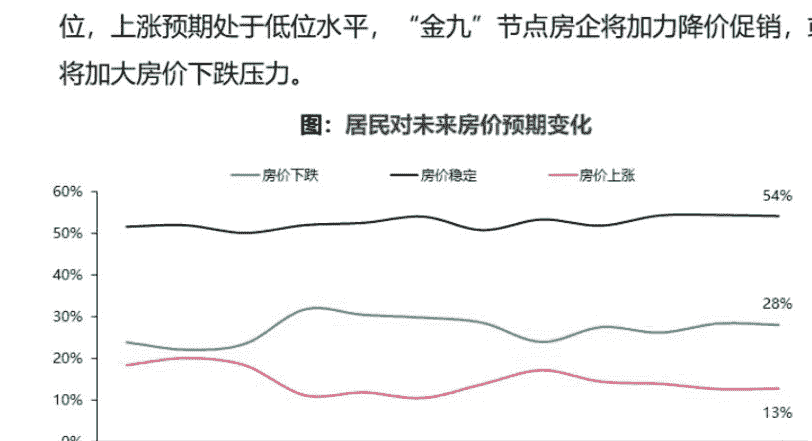 位，上涨预期处于低位水平，“金九”节点房企将加力降价促销，
将加大房价下跌压力。
图：居民对未来房价预期变化
房价下跌 房价稳定 房价上涨
60%
54%
50%
40%
30%
28%
20%
10%
13%
0%